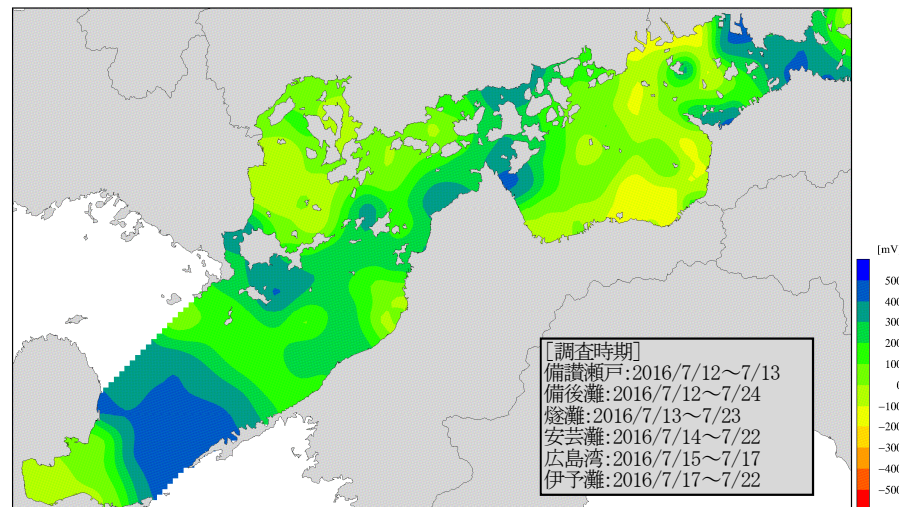 [mV
500
400
300
200
100
0
−100
−200
−300
−400
−500
[調査時期]
備讃瀬戸:2016/7/12～7/13
備後灘:2016/7/12～7/24
燧灘:2016/7/13～7/23
安芸灘:2016/7/14～7/22
広島湾:2016/7/15～7/17
伊予灘:2016/7/17～7/22